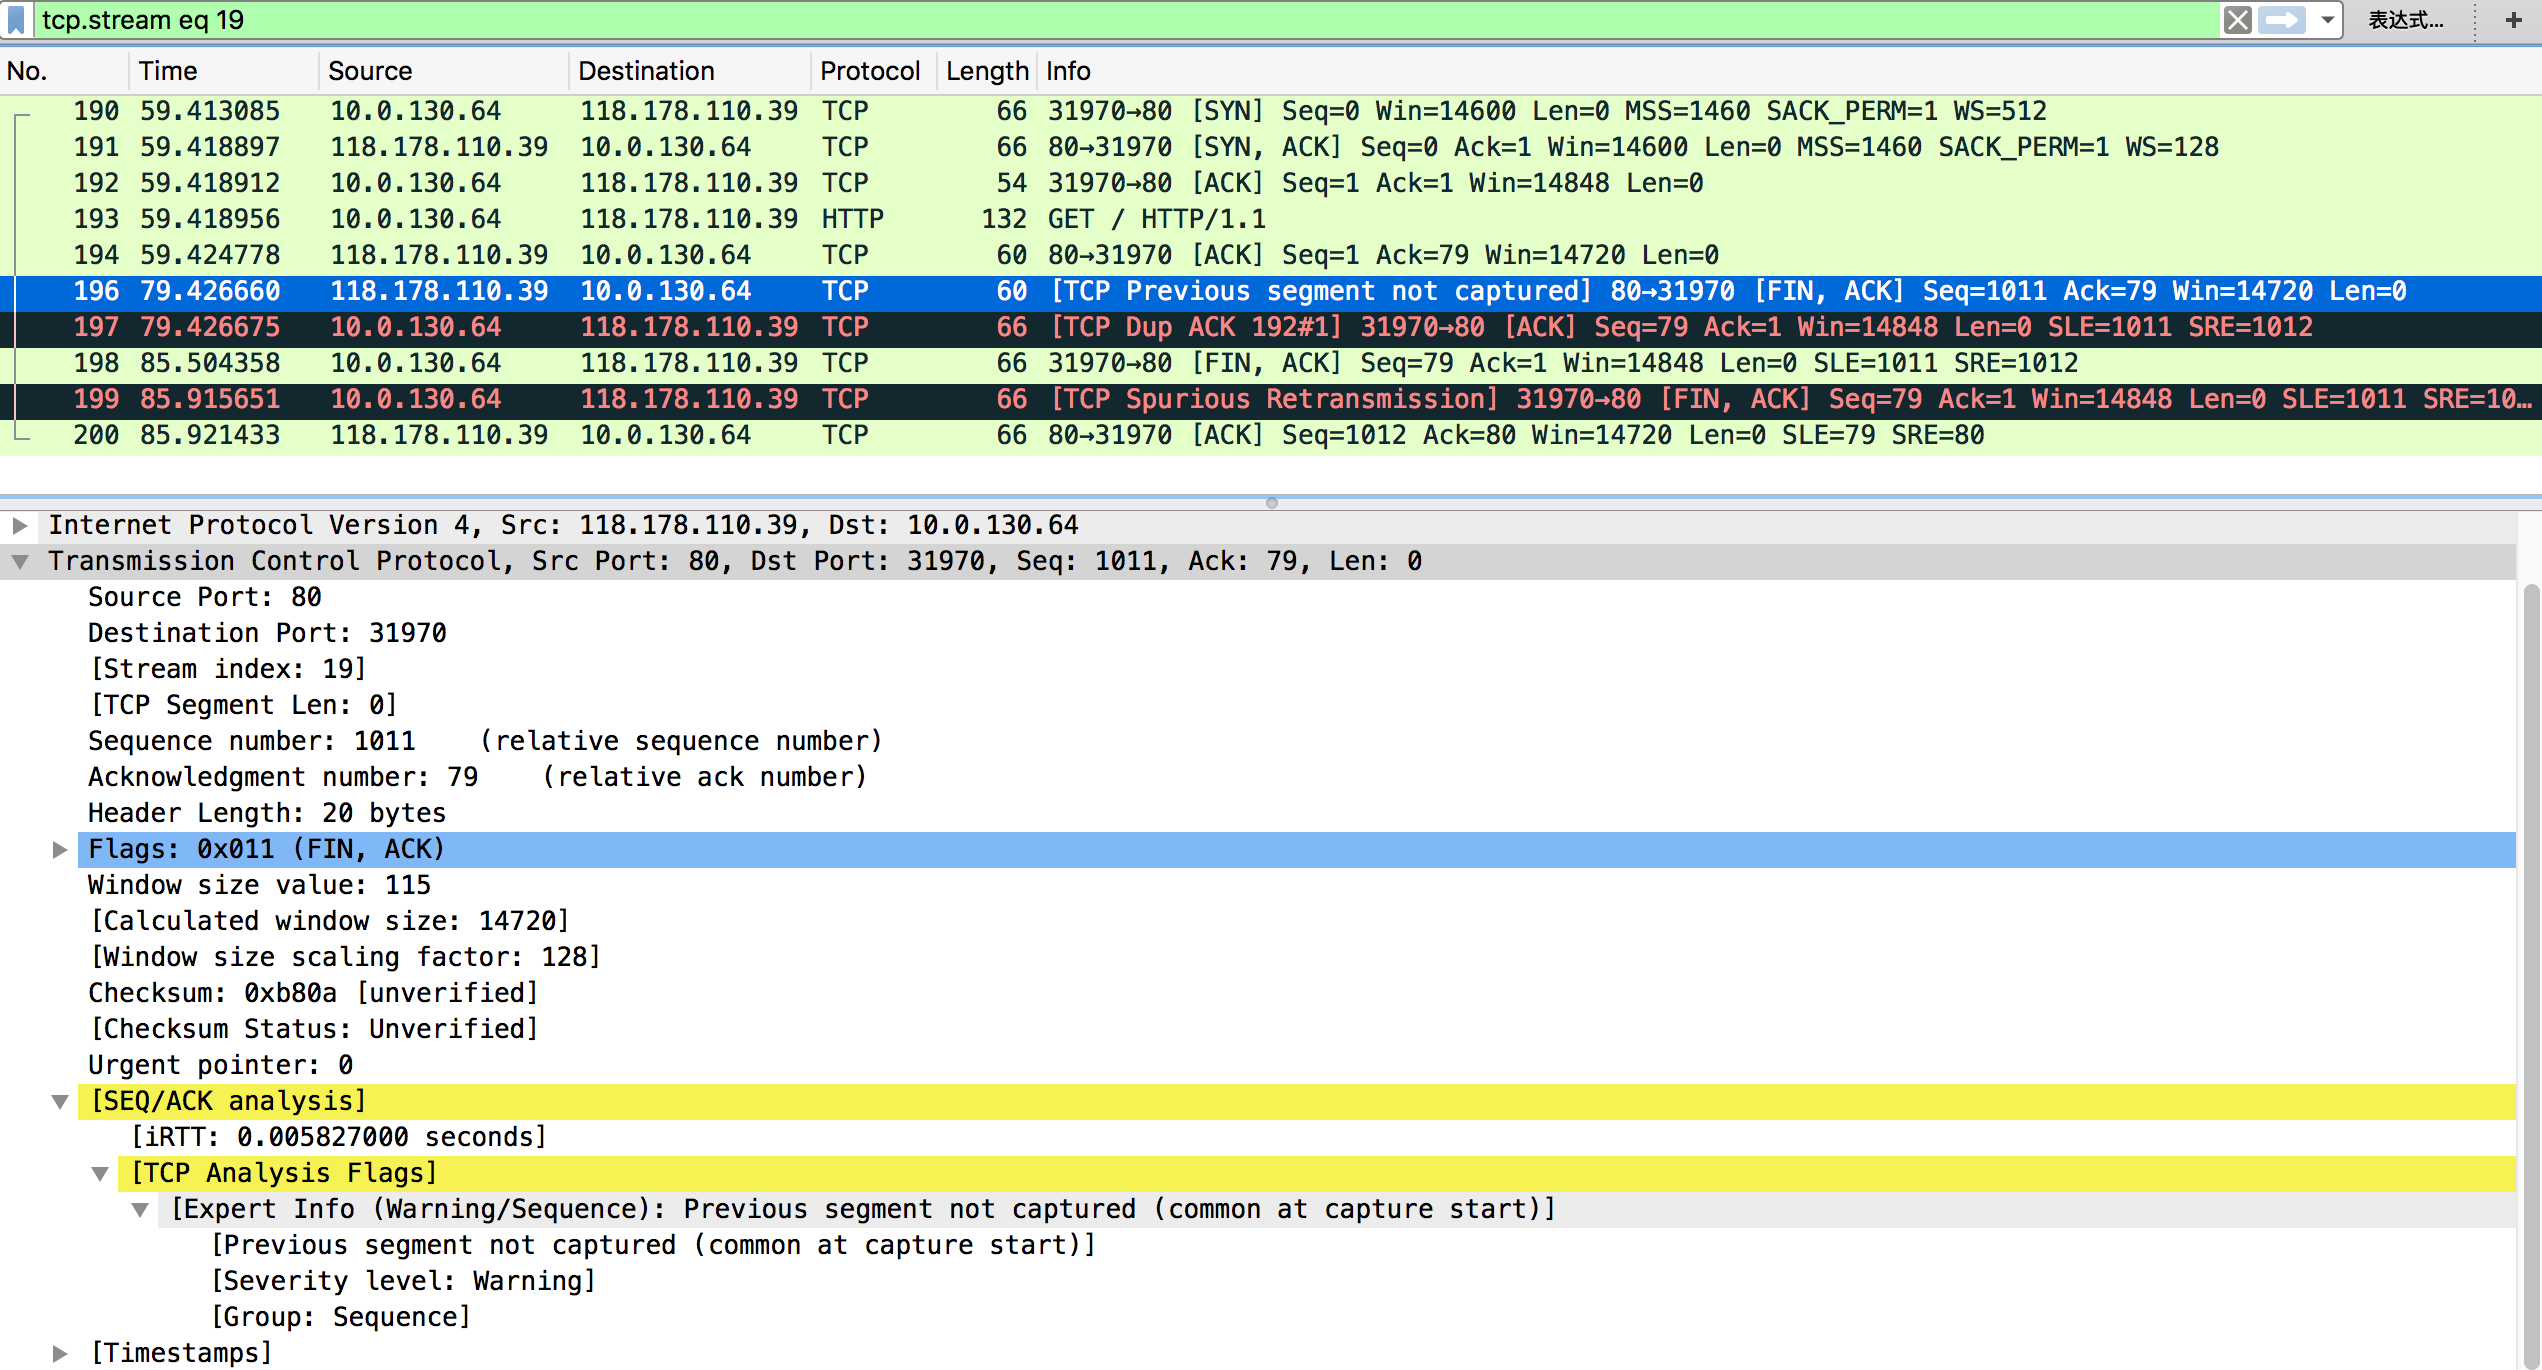 tcp.stream eq 19 表达式… +
No. Time Source Destination Protocol Length Info
190 59.413085 10.0.130.64 118.178.110.39 TCP 66 31970→80 [SYN] Seq=0 Win=14600 Len=0 MSS=1460 SACK_PERM=1 WS=512
191 59.418897 118.178.110.39 10.0.130.64 TCP 66 80→31970 [SYN, ACK] Seq=0 Ack=1 Win=14600 Len=0 MSS=1460 SACK_PERM=1 WS=128
192 59.418912 10.0.130.64 118.178.110.39 TCP 54 31970→80 [ACK] Seq=1 Ack=1 Win=14848 Len=0
193 59.418956 10.0.130.64 118.178.110.39 HTTP 132 GET / HTTP/1.1
194 59.424778 118.178.110.39 10.0.130.64 TCP 60 80→31970 [ACK] Seq=1 Ack=79 Win=14720 Len=0
196 79.426660 118.178.110.39 10.0.130.64 TCP 60 [TCP Previous segment not captured] 80→31970 [FIN, ACK] Seq=1011 Ack=79 Win=14720 Len=0
197 79.426675 10.0.130.64 118.178.110.39 TCP 66 [TCP Dup ACK 192#1] 31970→80 [ACK] Seq=79 Ack=1 Win=14848 Len=0 SLE=1011 SRE=1012
198 85.504358 10.0.130.64 118.178.110.39 TCP 66 31970→80 [FIN, ACK] Seq=79 Ack=1 Win=14848 Len=0 SLE=1011 SRE=1012
199 85.915651 10.0.130.64 118.178.110.39 TCP 66 [TCP Spurious Retransmission] 31970→80 [FIN, ACK] Seq=79 Ack=1 Win=14848 Len=0 SLE=1011 SRE=10…
200 85.921433 118.178.110.39 10.0.130.64 TCP 66 80→31970 [ACK] Seq=1012 Ack=80 Win=14720 Len=0 SLE=79 SRE=80
Internet Protocol Version 4, Src: 118.178.110.39, Dst: 10.0.130.64
Transmission Control Protocol, Src Port: 80, Dst Port: 31970, Seq: 1011, Ack: 79, Len: 0
Source Port: 80
Destination Port: 31970
[Stream index: 19]
[TCP Segment Len: 0]
Sequence number: 1011 (relative sequence number)
Acknowledgment number: 79 (relative ack number)
Header Length: 20 bytes
Flags: 0x011 (FIN, ACK)
Window size value: 115
[Calculated window size: 14720]
[Window size scaling factor: 128]
Checksum: 0xb80a [unverified]
[Checksum Status: Unverified]
Urgent pointer: 0
[SEQ/ACK analysis]
[iRTT: 0.005827000 seconds]
[TCP Analysis Flags]
[Expert Info (Warning/Sequence): Previous segment not captured (common at capture start)]
[Previous segment not captured (common at capture start)]
[Severity level: Warning]
[Group: Sequence]
[Timestamps]